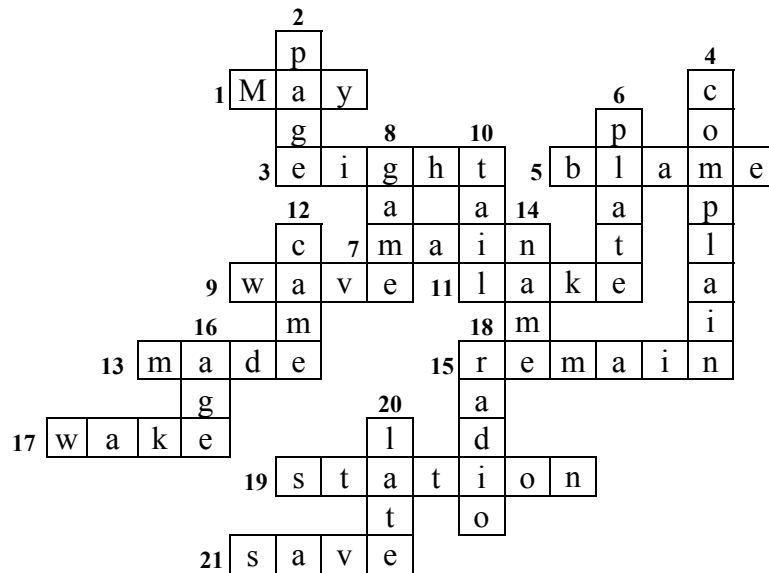 2
p 4
1 M a y 6 c
g 8 10 p o
3 e i g h t 5 b l a m e
12 a a 14 a p
c 7 m a i n t l
9 w a v e 11 l a k e a
16 m 18 m i
13 m a d e 15 r e m a i n
g 20 a
17 w a k e l d
19 s t a t i o n
t o
21 s a v e